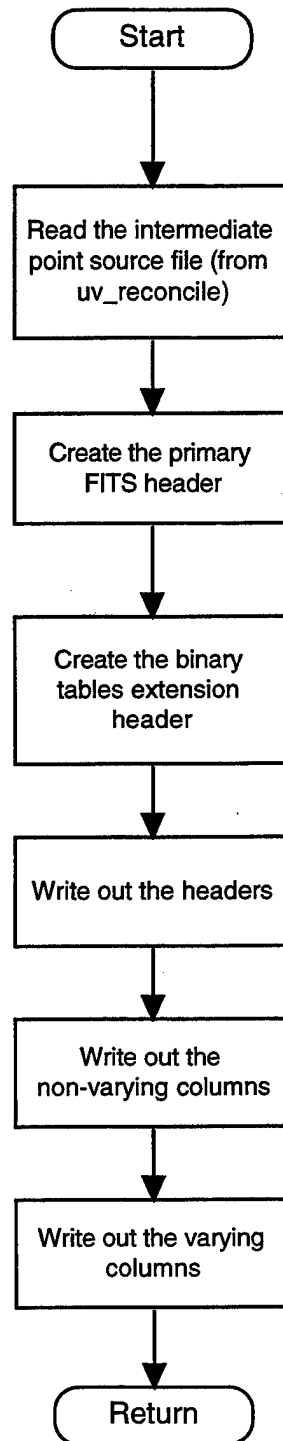 Start
Read the intermediate
point source file (from
uv_reconcile)
Create the primary
FITS header
Create the binary
tables extension
header
Write out the headers
Write out the
non-varying columns
Write out the varying
columns
Return